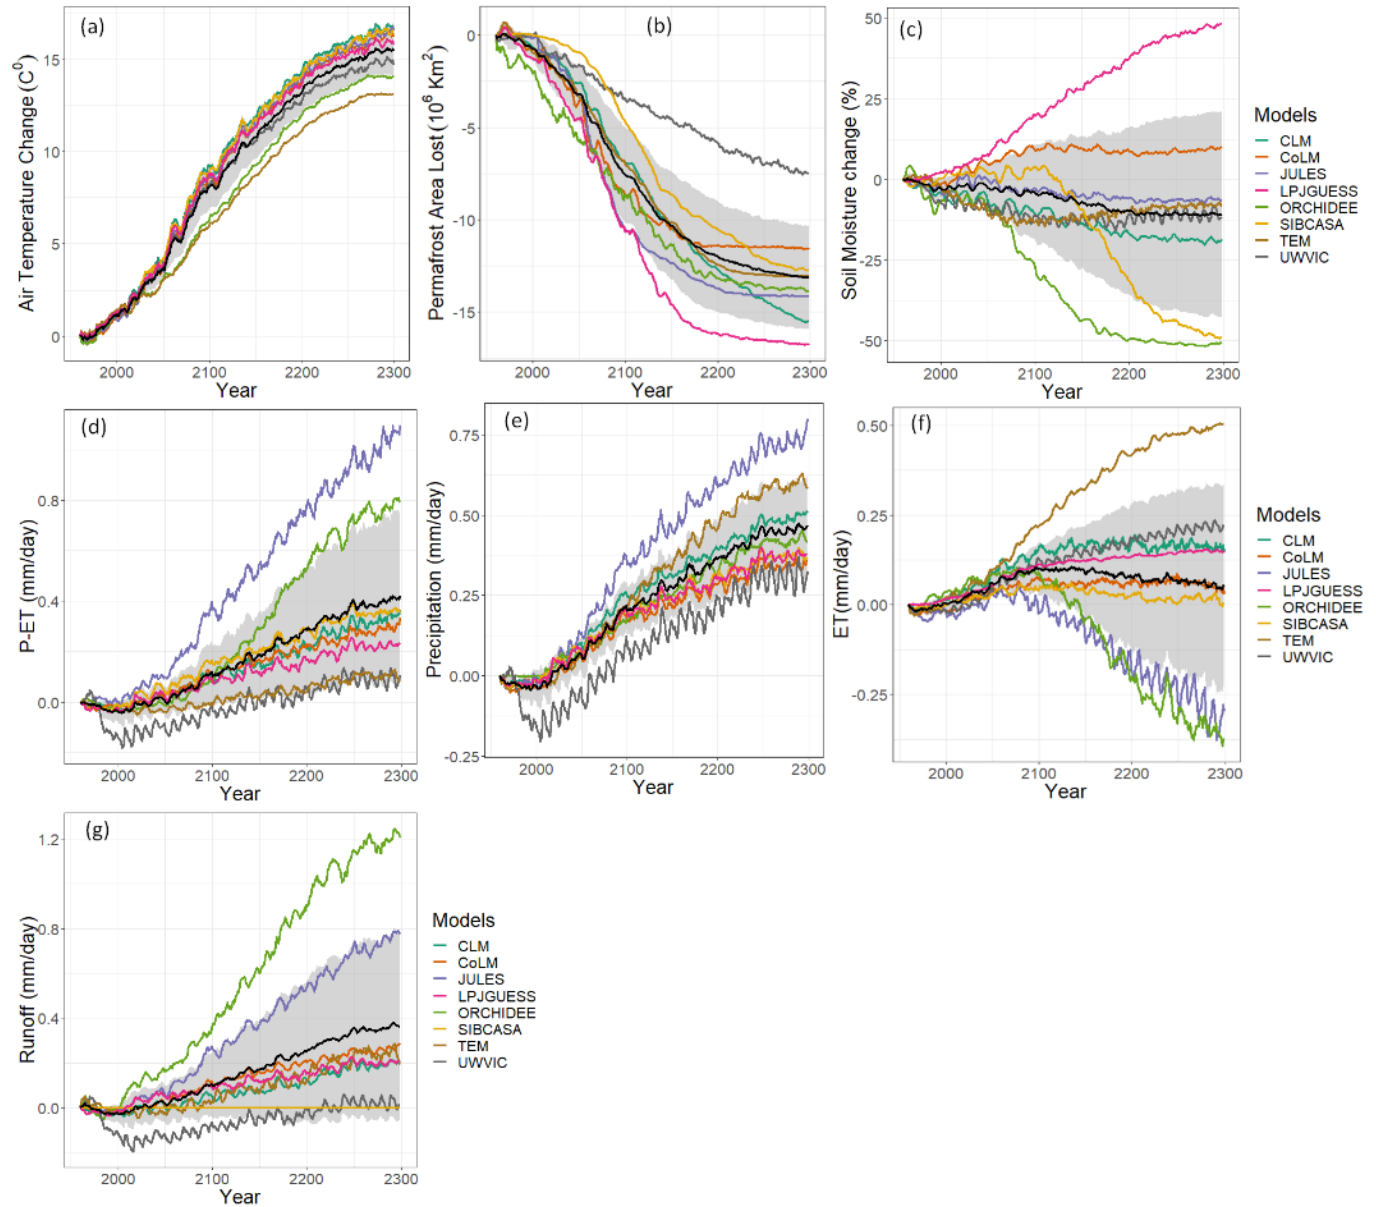 (a)
Air Temperature Change (C⁰)
15
10
5
0
2000 2100 2200 2300
Year
(b)
Permafrost Area Lost (10⁶ Km²)
0
-5
-10
-15
2000 2100 2200 2300
Year
(c)
Soil Moisture change (%)
50
25
0
-25
-50
2000 2100 2200 2300
Year
Models
CLM
CoLM
JULES
LPJGUESS
ORCHIDEE
SIBCASA
TEM
UWVIC
(d)
P-ET (mm/day)
0.8
0.4
0.0
2000 2100 2200 2300
Year
(e)
Precipitation (mm/day)
0.75
0.50
0.25
0.00
-0.25
2000 2100 2200 2300
Year
(f)
ET(mm/day)
0.50
0.25
0.00
-0.25
2000 2100 2200 2300
Year
Models
CLM
CoLM
JULES
LPJGUESS
ORCHIDEE
SIBCASA
TEM
UWVIC
(g)
Runoff (mm/day)
1.2
0.8
0.4
0.0
2000 2100 2200 2300
Year
Models
CLM
CoLM
JULES
LPJGUESS
ORCHIDEE
SIBCASA
TEM
UWVIC